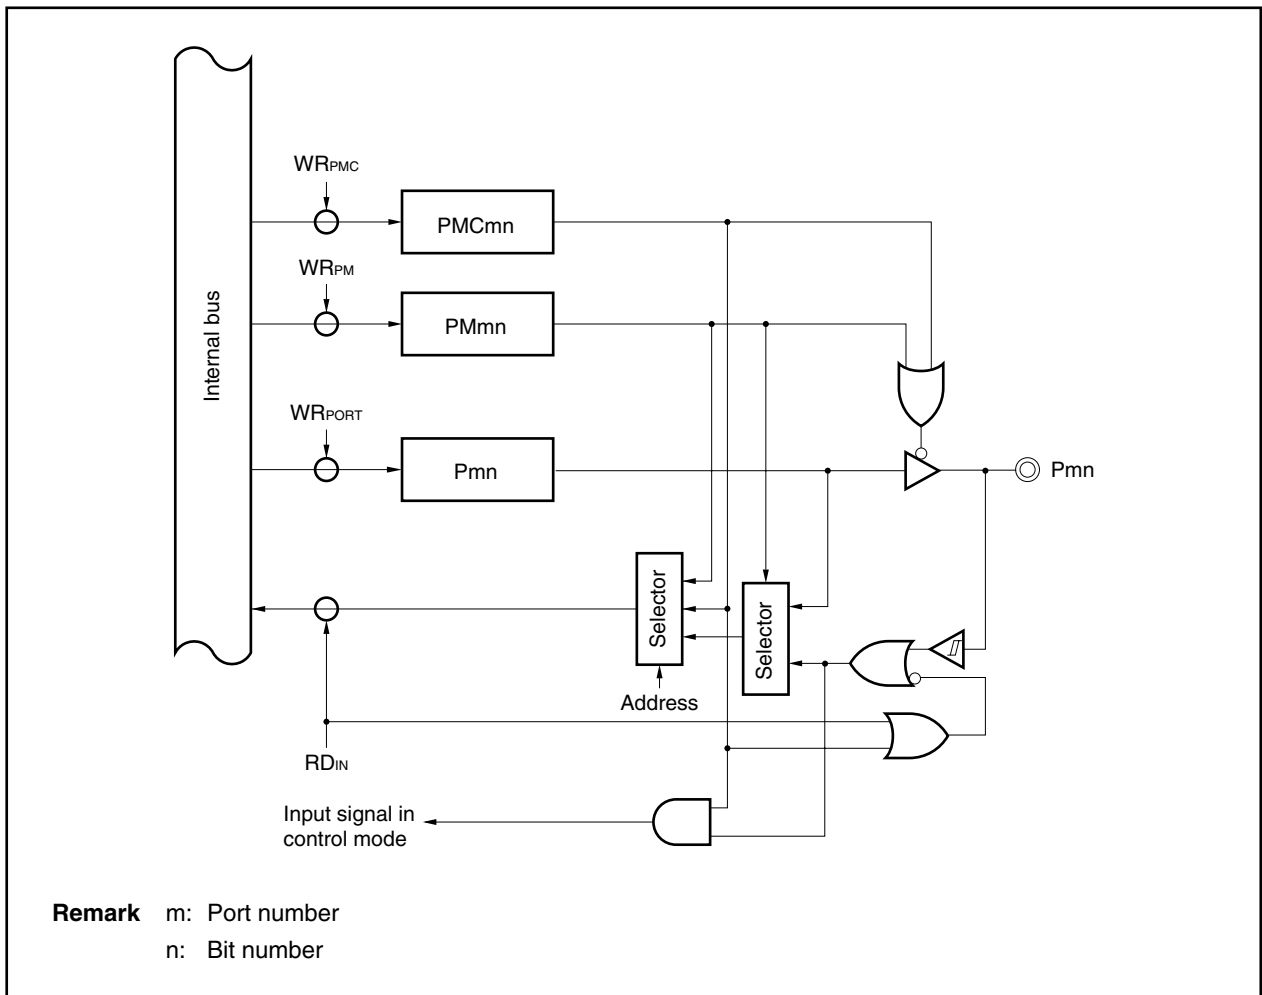 WRPMC
PMCmn
WRPM
PMmn
Internal bus
WRPORT
Pmn
Pmn
Selector
Selector
Address
RDIN
Input signal in
control mode
Remark m: Port number
n: Bit number